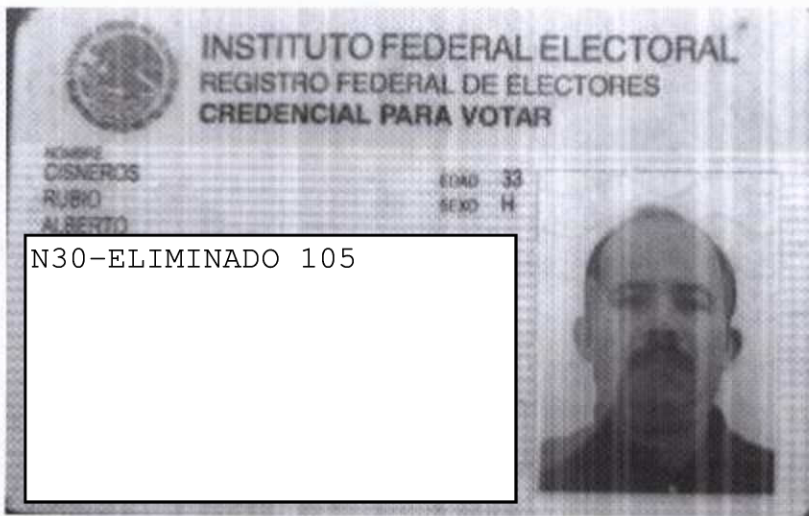 INSTITUTO FEDERAL ELECTORAL
REGISTRO FEDERAL DE ELECTORES
CREDENCIAL PARA VOTAR
NOMBRE
CISNEROS
RUBIO
ALBERTO
EDAD 33
SEXO H
N30-ELIMINADO 105